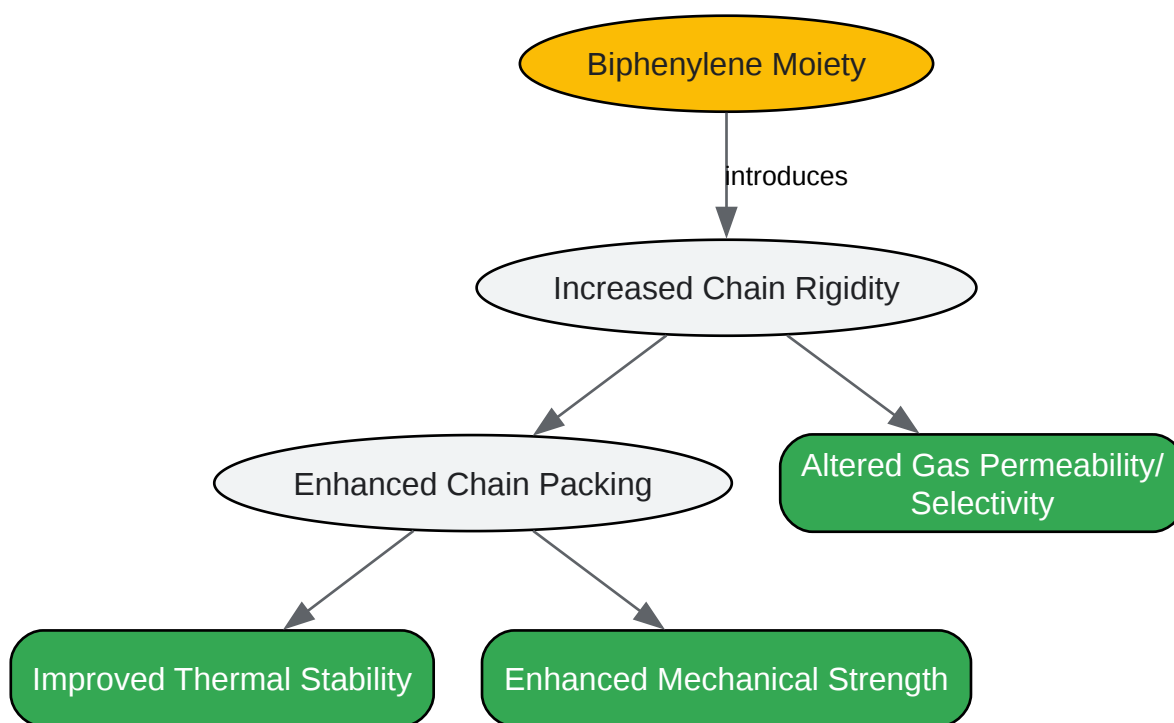 Biphenylene Moiety
introduces
Increased Chain Rigidity
Enhanced Chain Packing
Altered Gas Permeability/
Selectivity
Improved Thermal Stability
Enhanced Mechanical Strength